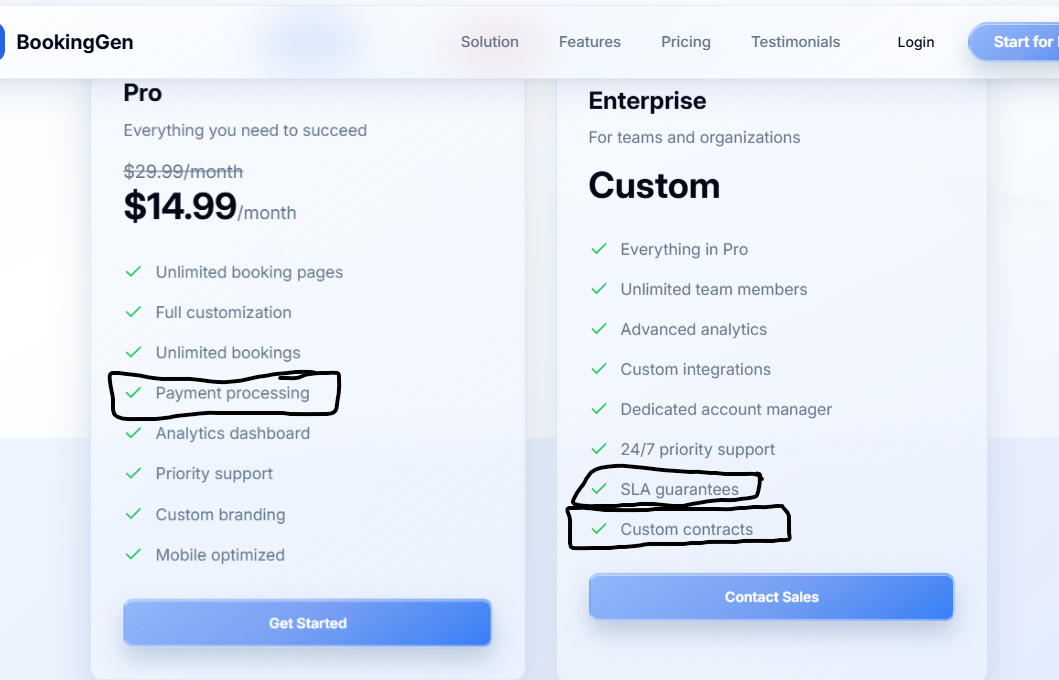 BookingGen
Solution
Features
Pricing
Testimonials
Login
Start for
Pro
Everything you need to succeed
$29.99/month
$14.99/month
Unlimited booking pages
Full customization
Unlimited bookings
Payment processing
Analytics dashboard
Priority support
Custom branding
Mobile optimized
Get Started
Enterprise
For teams and organizations
Custom
Everything in Pro
Unlimited team members
Advanced analytics
Custom integrations
Dedicated account manager
24/7 priority support
SLA guarantees
Custom contracts
Contact Sales